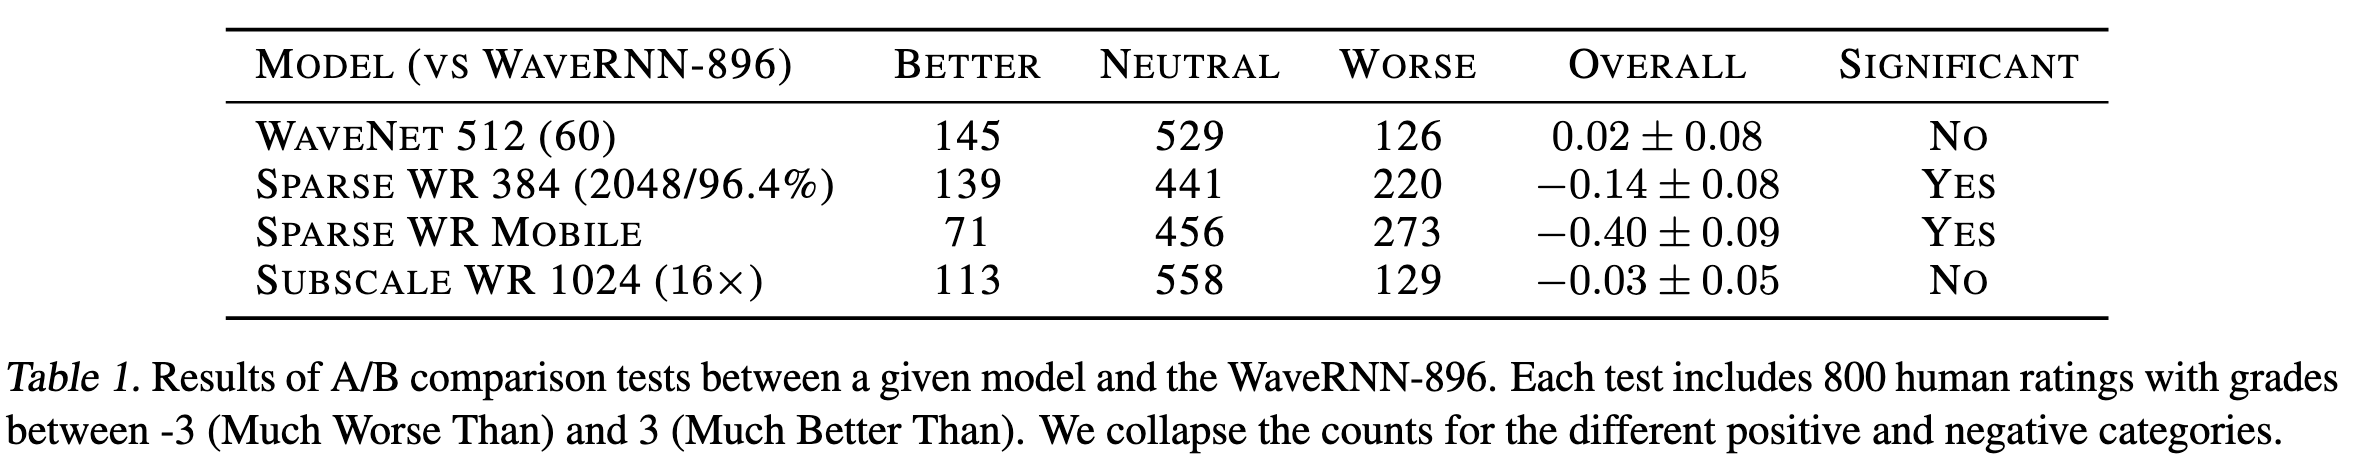 MODEL (VS WAVERNN-896) BETTER NEUTRAL WORSE OVERALL SIGNIFICANT
WAVENET 512 (60) 145 529 126 0.02 ± 0.08 NO
SPARSE WR 384 (2048/96.4%) 139 441 220 −0.14 ± 0.08 YES
SPARSE WR MOBILE 71 456 273 −0.40 ± 0.09 YES
SUBSCALE WR 1024 (16×) 113 558 129 −0.03 ± 0.05 NO
Table 1. Results of A/B comparison tests between a given model and the WaveRNN-896. Each test includes 800 human ratings with grades
between -3 (Much Worse Than) and 3 (Much Better Than). We collapse the counts for the different positive and negative categories.